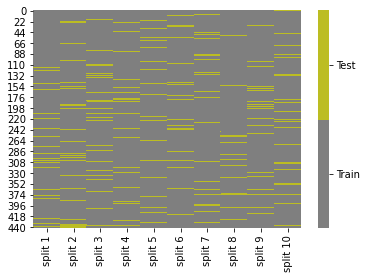 0
22
44
66
88
110
132
154
176
198
220
242
264
286
308
330
352
374
396
418
440
split 1
split 2
split 3
split 4
split 5
split 6
split 7
split 8
split 9
split 10
Test
Train